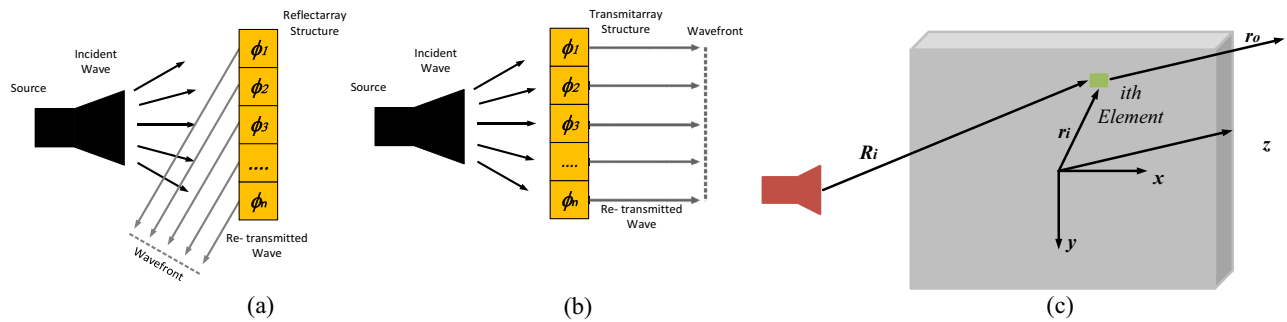 Reflectarray
Structure
Incident
Wave
Source
ϕ1
ϕ2
ϕ3
....
ϕn
Re- transmitted
Wave
Wavefront
(a)
Transmitarray
Structure
Wavefront
Incident
Wave
Source
ϕ1
ϕ2
ϕ3
....
ϕn
Re- transmitted
Wave
(b)
ro
ith
Element
ri
Ri
z
x
y
(c)